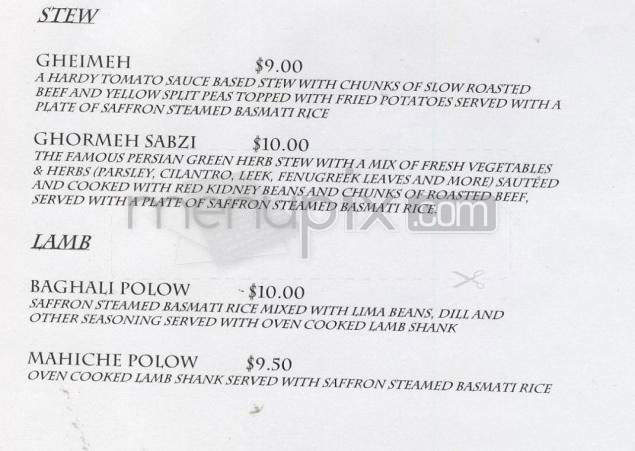 STEW
GHEIMEH $9.00
A HARDY TOMATO SAUCE BASED STEW WITH CHUNKS OF SLOW ROASTED
BEEF AND YELLOW SPLIT PEAS TOPPED WITH FRIED POTATOES SERVED WITH A
PLATE OF SAFFRON STEAMED BASMATI RICE
GHORMEH SABZI $10.00
THE FAMOUS PERSIAN GREEN HERB STEW WITH A MIX OF FRESH VEGETABLES
& HERBS (PARSLEY, CILANTRO, LEEK, FENUGREEK LEAVES AND MORE) SAUTÉED
AND COOKED WITH RED KIDNEY BEANS AND CHUNKS OF ROASTED BEEF,
SERVED WITH A PLATE OF SAFFRON STEAMED BASMATI RICE.
menupix.com
LAMB
BAGHALI POLOW $10.00
SAFFRON STEAMED BASMATI RICE MIXED WITH LIMA BEANS, DILL AND
OTHER SEASONING SERVED WITH OVEN COOKED LAMB SHANK
MAHICHE POLOW $9.50
OVEN COOKED LAMB SHANK SERVED WITH SAFFRON STEAMED BASMATI RICE